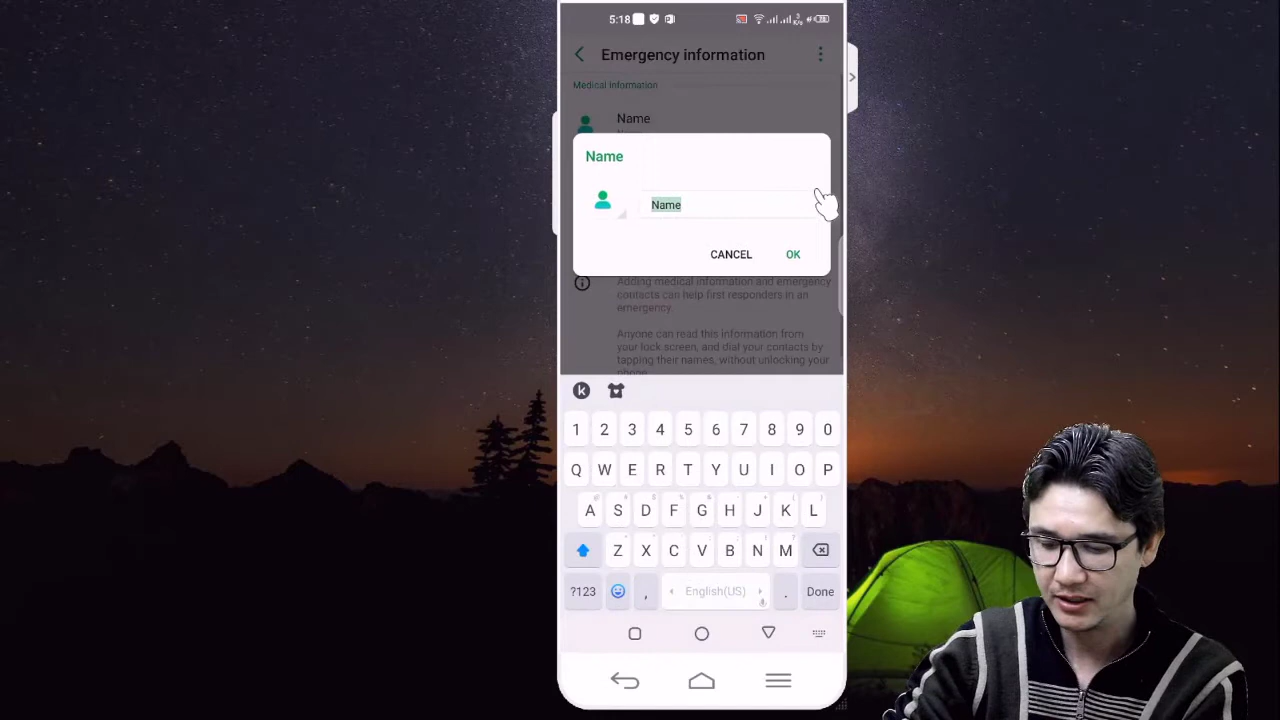 5:18
Emergency information
Medical information
Name
Name
Name
CANCEL OK
Adding medical information and emergency
contacts can help first responders in an
emergency.
Anyone can read this information from
your lock screen, and dial your contacts by
tapping their names, without unlocking your
phone.
1 2 3 4 5 6 7 8 9 0
Q W E R T Y U I O P
A S D F G H J K L
Z X C V B N M
?123 , English(US) . Done